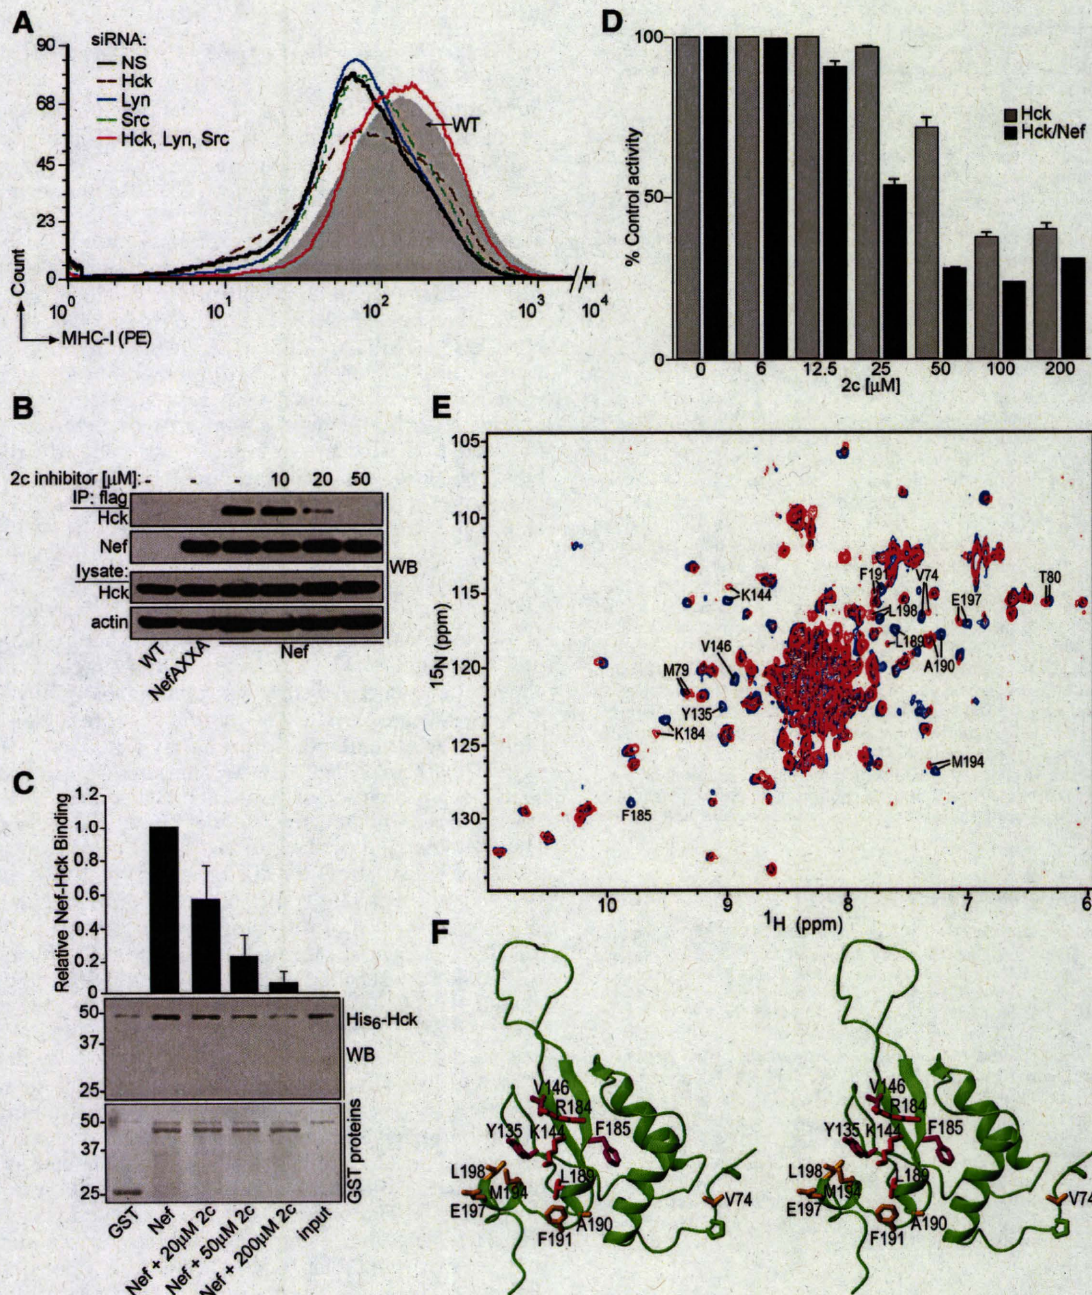 A
siRNA:
NS
Hck
Lyn
Src
Hck, Lyn, Src
WT
90
68
45
23
0
Count
10^0 10^1 10^2 10^3 10^4
MHC-I (PE)
B
2c inhibitor [µM]: - - - 10 20 50
IP: flag
Hck
Nef
lysate:
Hck
actin
WB
WT
NefAXXA
Nef
C
1.2
1.0
0.8
0.6
0.4
0.2
0
Relative Nef-Hck Binding
50
37
25
His6-Hck
WB
50
37
25
GST proteins
GST
Nef
Nef + 20µM 2c
Nef + 50µM 2c
Nef + 200µM 2c
input
D
100
50
0
% Control activity
Hck
Hck/Nef
0 6 12.5 25 50 100 200
2c [µM]
E
105
110
115
120
125
130
15N (ppm)
K144
F191
V74
T80
L198
E197
L189
A190
V146
M79
Y135
K184
M194
F185
10 9 8 7 6
1H (ppm)
F
V146
R184
Y135
K144
F185
L198
L189
M194
E197
A190
F191
V74
V146
R184
Y135
K144
F185
L198
L189
M194
E197
A190
F191
V74